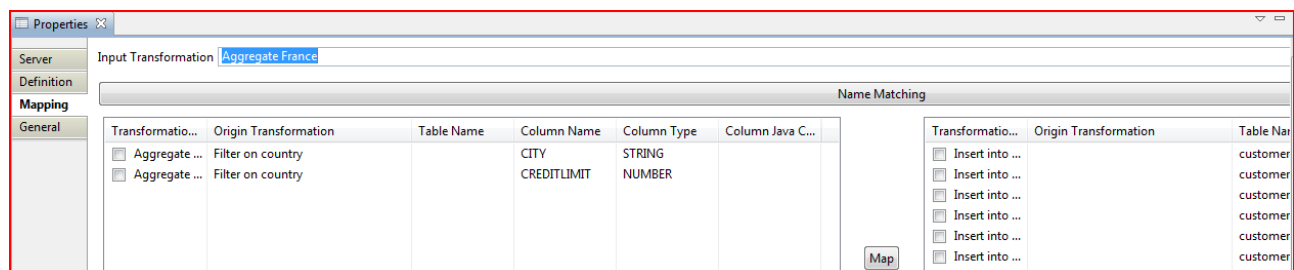 Properties
Server
Input Transformation Aggregate France
Definition
Name Matching
Mapping
General
Transformatio... Origin Transformation Table Name Column Name Column Type Column Java C... Transformatio... Origin Transformation Table Nar
Aggregate ... Filter on country CITY STRING Insert into ... customer
Aggregate ... Filter on country CREDITLIMIT NUMBER Insert into ... customer
Insert into ... customer
Insert into ... customer
Insert into ... customer
Map Insert into ... customer